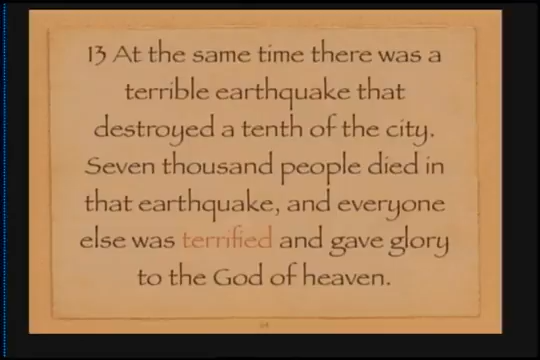 13 At the same time there was a
terrible earthquake that
destroyed a tenth of the city.
Seven thousand people died in
that earthquake, and everyone
else was terrified and gave glory
to the God of heaven.